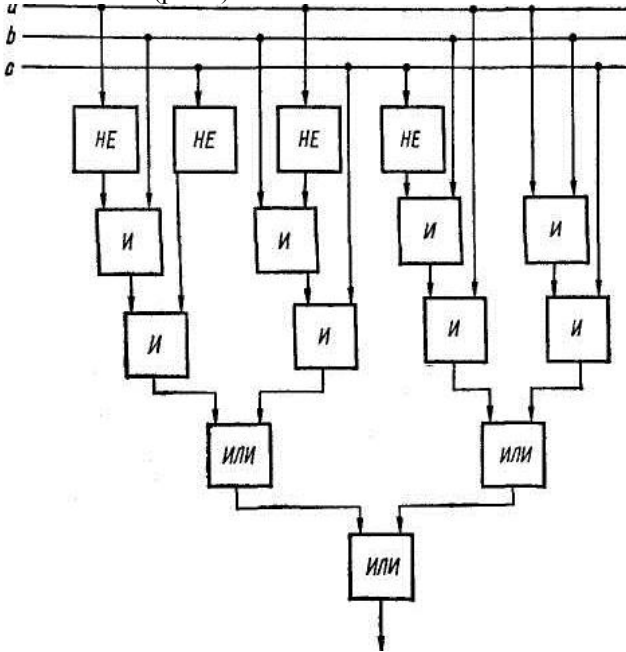 a
b
c
НЕ НЕ НЕ НЕ
И И И И
И И И И
ИЛИ ИЛИ
ИЛИ